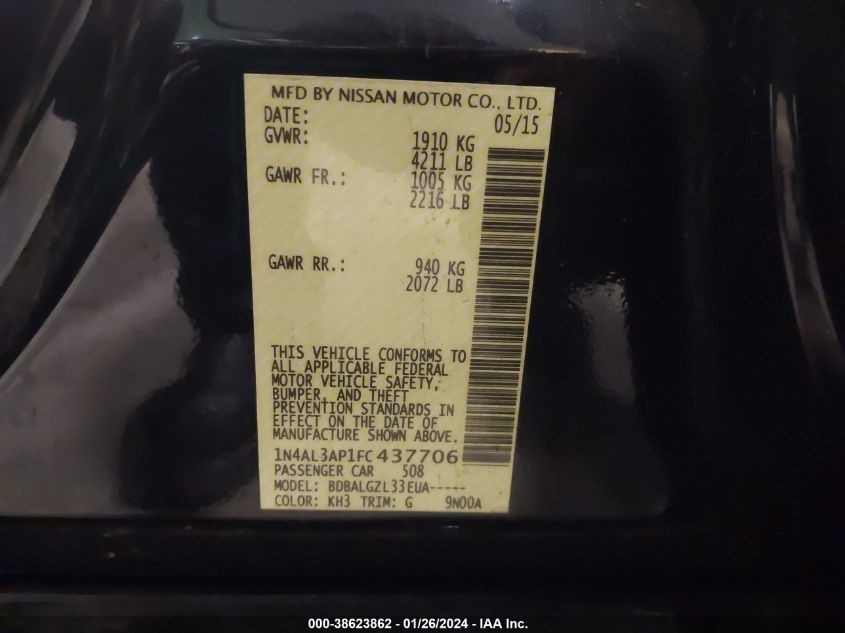 MFD BY NISSAN MOTOR CO., LTD.
DATE: 05/15
GVWR: 1910 KG
4211 LB
GAWR FR.: 1005 KG
2216 LB
GAWR RR.: 940 KG
2072 LB
THIS VEHICLE CONFORMS TO
ALL APPLICABLE FEDERAL
MOTOR VEHICLE SAFETY,
BUMPER, AND THEFT
PREVENTION STANDARDS IN
EFFECT ON THE DATE OF
MANUFACTURE SHOWN ABOVE.
1N4AL3AP1FC437706
PASSENGER CAR 508
MODEL: BDBALGZL33EUA-----
COLOR: KH3 TRIM: G 9N00A
000-38623862 - 01/26/2024 - IAA Inc.